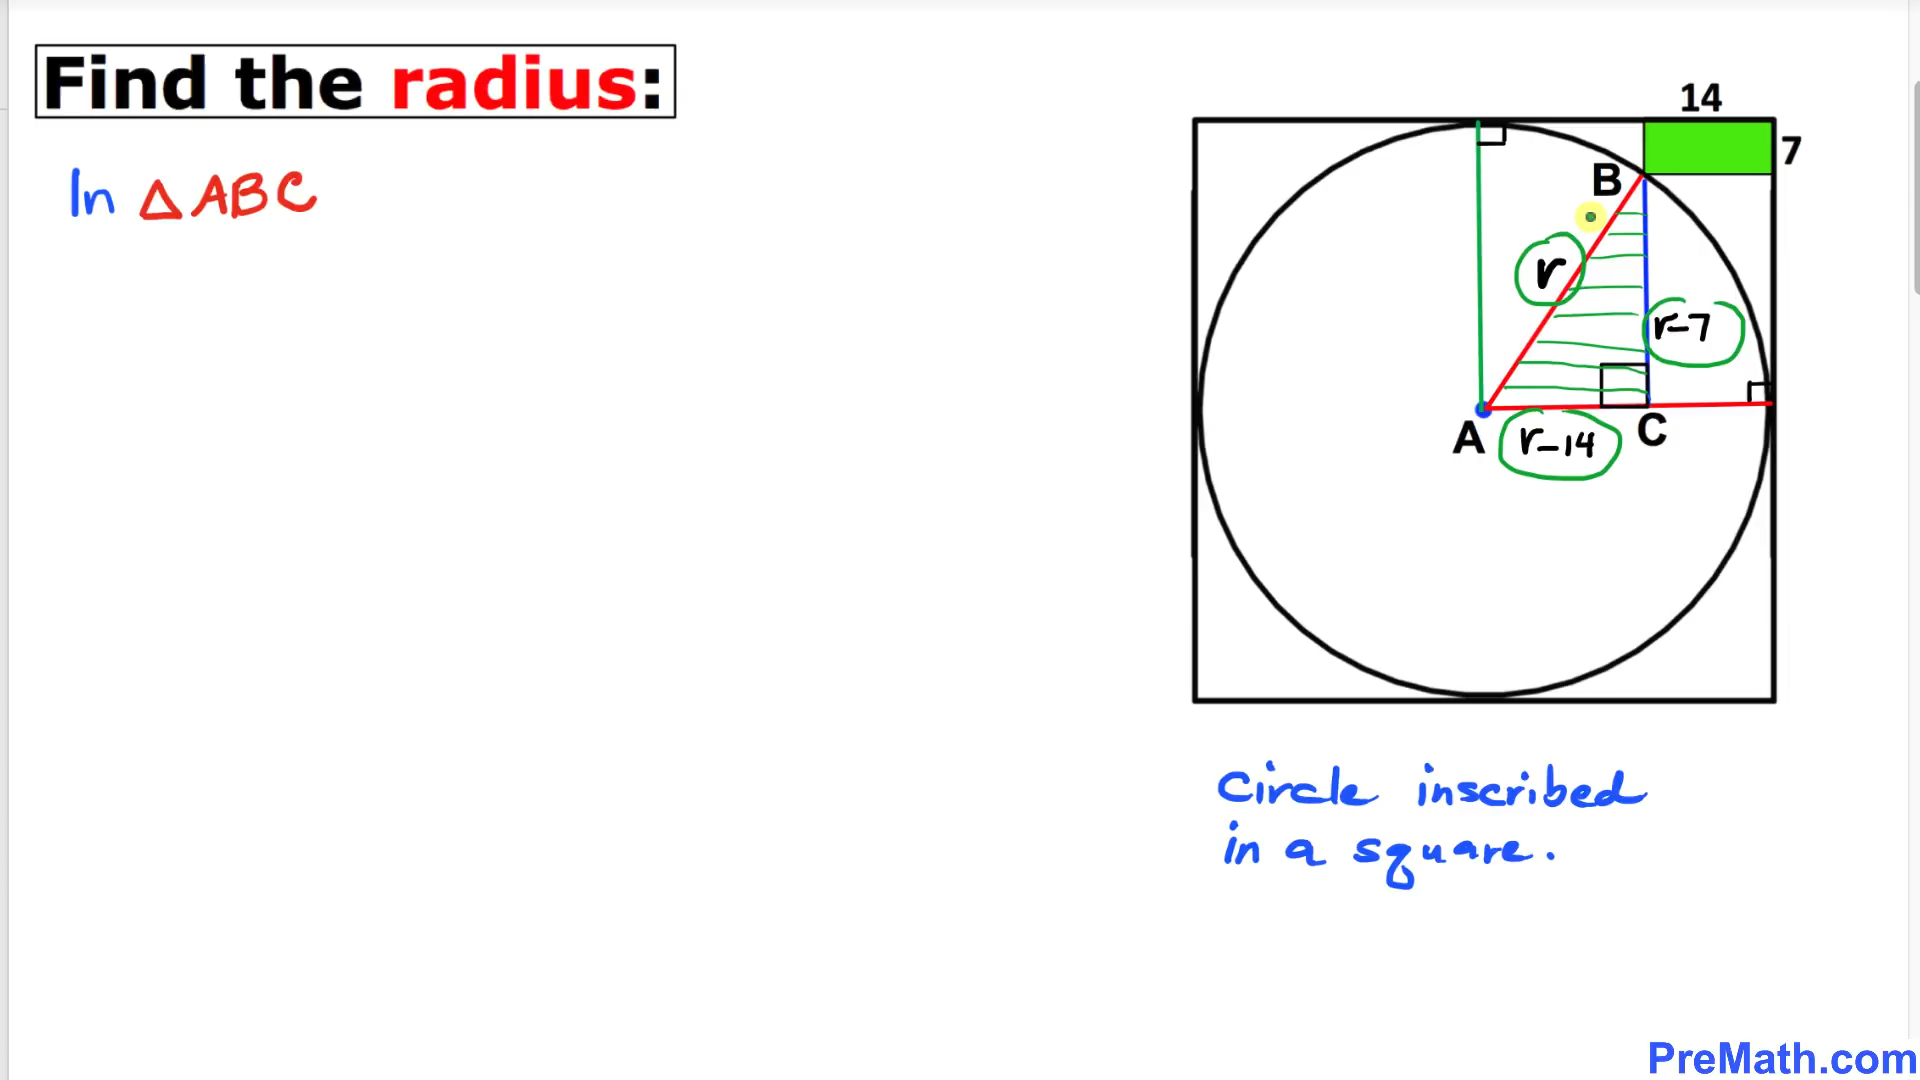 Find the radius:
In △ABC
14
7
B
r
r-7
A
r-14
C
Circle inscribed
in a square.
PreMath.com